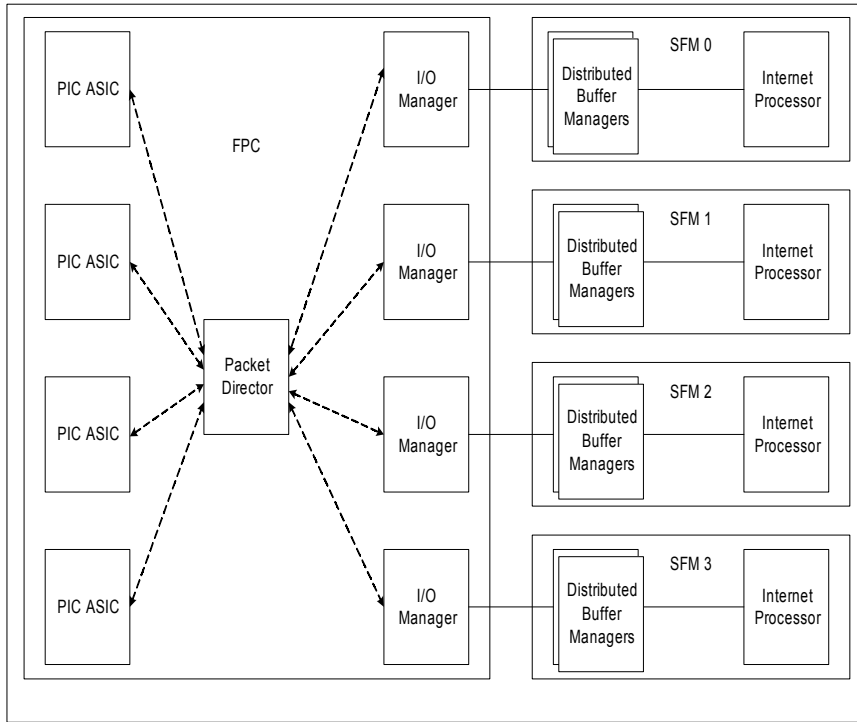 PIC ASIC
FPC
I/O
Manager
SFM 0
Distributed
Buffer
Managers
Internet
Processor
PIC ASIC
I/O
Manager
SFM 1
Distributed
Buffer
Managers
Internet
Processor
Packet
Director
PIC ASIC
I/O
Manager
SFM 2
Distributed
Buffer
Managers
Internet
Processor
PIC ASIC
I/O
Manager
SFM 3
Distributed
Buffer
Managers
Internet
Processor